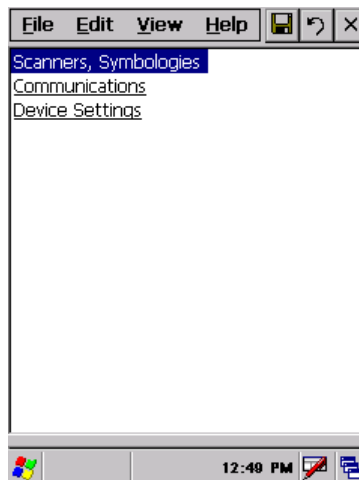 File Edit View Help
Scanners, Symbologies
Communications
Device Settings
12:49 PM